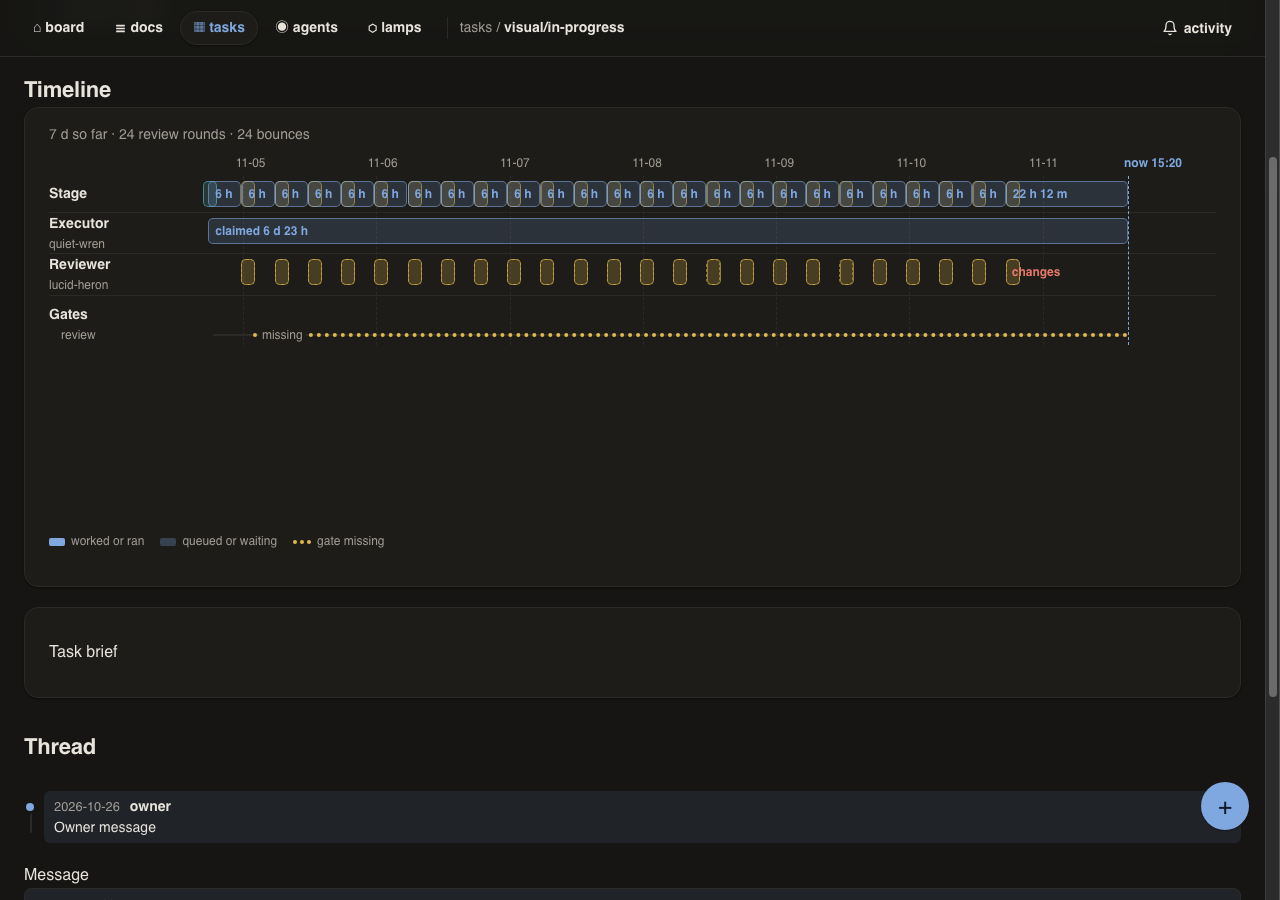 board docs tasks agents lamps tasks / visual/in-progress activity
Timeline
7 d so far · 24 review rounds · 24 bounces
11-05 11-06 11-07 11-08 11-09 11-10 11-11 now 15:20
Stage 6 h 6 h 6 h 6 h 6 h 6 h 6 h 6 h 6 h 6 h 6 h 6 h 6 h 6 h 6 h 6 h 6 h 6 h 6 h 6 h 6 h 6 h 6 h 6 h 22 h 12 m
Executor
claimed 6 d 23 h
quiet-wren
Reviewer
changes
lucid-heron
Gates
review missing
worked or ran queued or waiting gate missing
Task brief
Thread
2026-10-26 owner
Owner message
+
Message